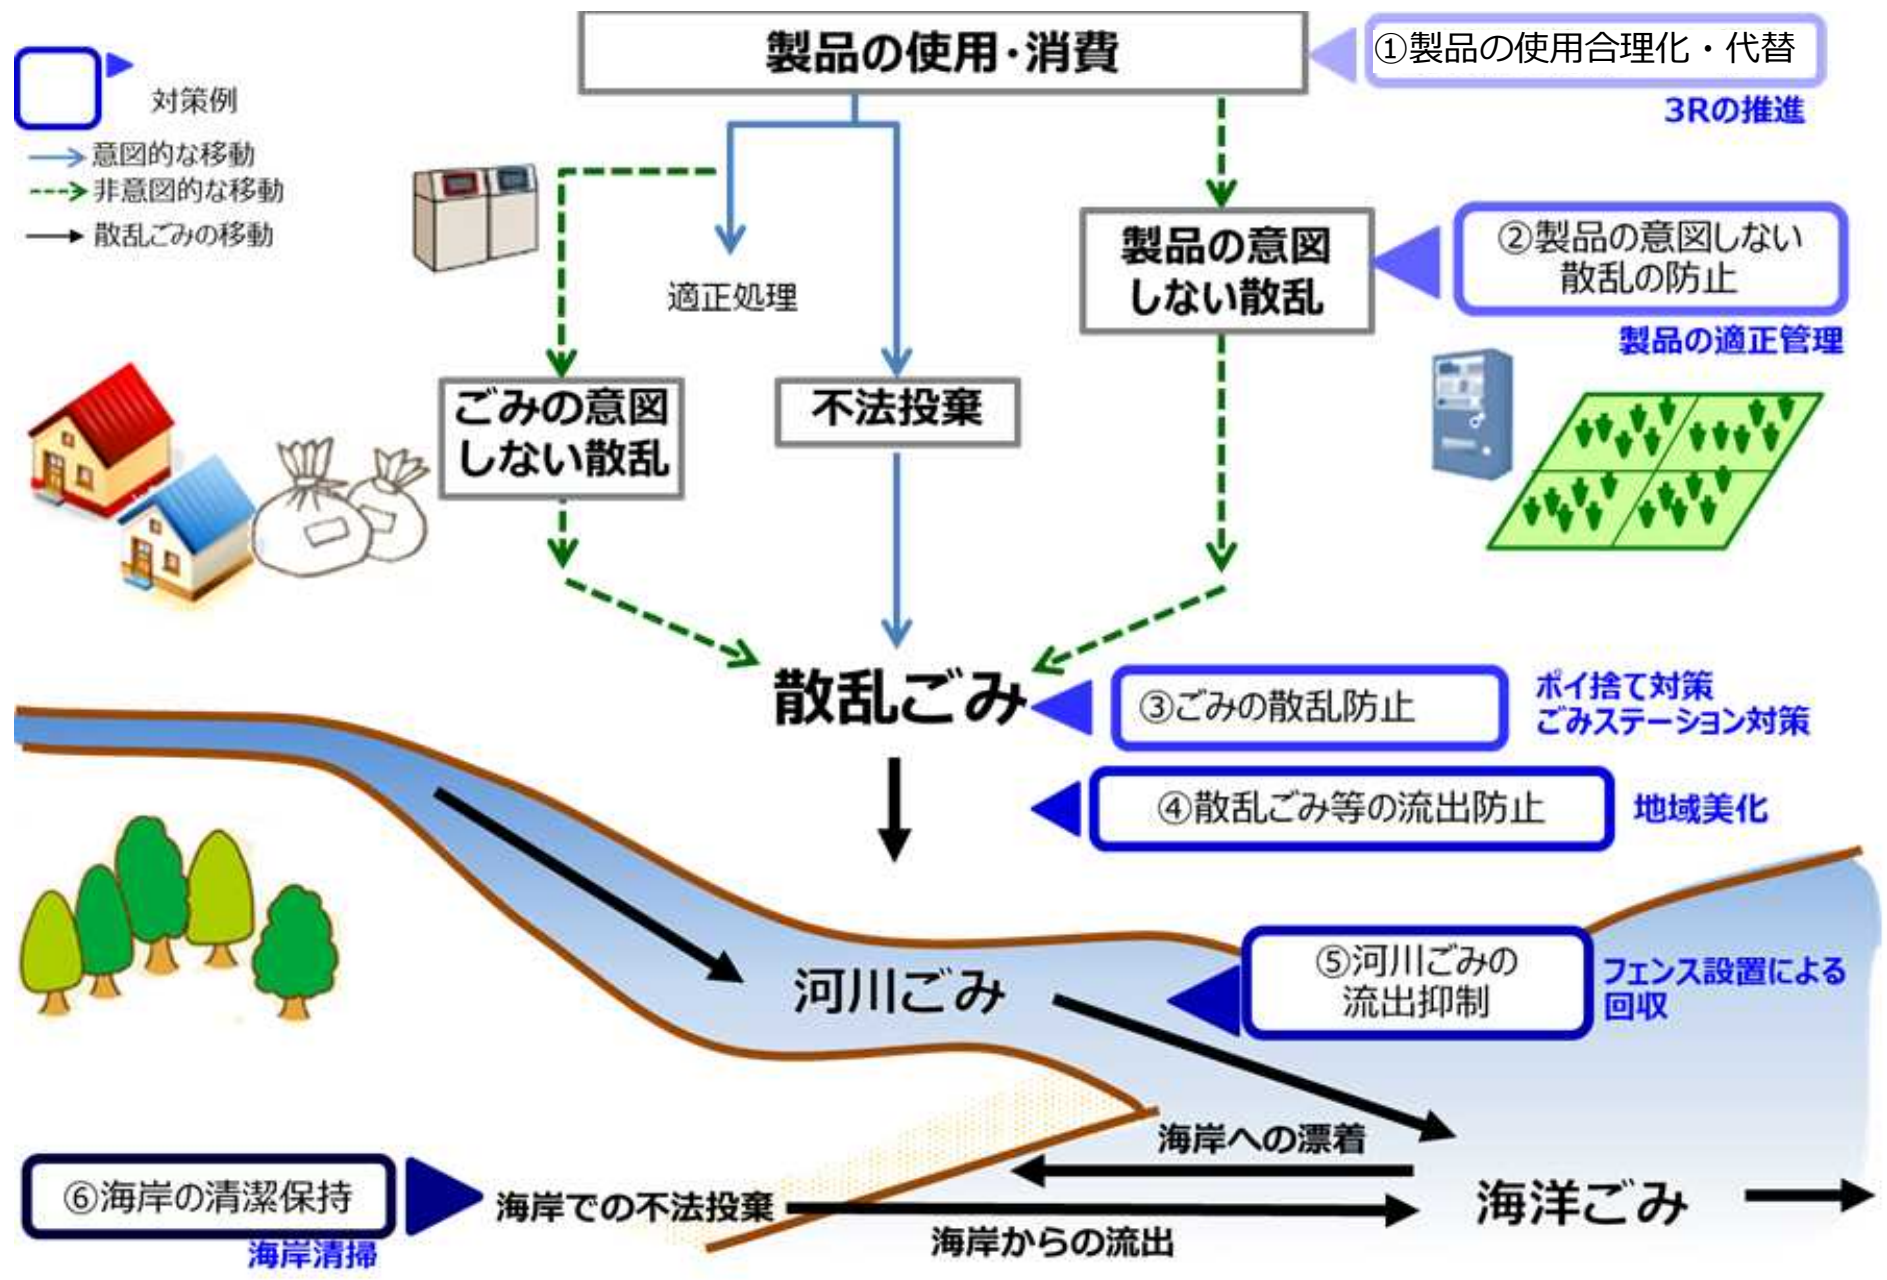 製品の使用・消費
①製品の使用合理化・代替
3Rの推進
対策例
意図的な移動
非意図的な移動
散乱ごみの移動
適正処理
製品の意図
しない散乱
②製品の意図しない
散乱の防止
製品の適正管理
ごみの意図
しない散乱
不法投棄
散乱ごみ
③ごみの散乱防止
ポイ捨て対策
ごみステーション対策
④散乱ごみ等の流出防止
地域美化
河川ごみ
⑤河川ごみの
流出抑制
フェンス設置による
回収
海岸への漂着
⑥海岸の清潔保持
海岸清掃
海岸での不法投棄
海岸からの流出
海洋ごみ